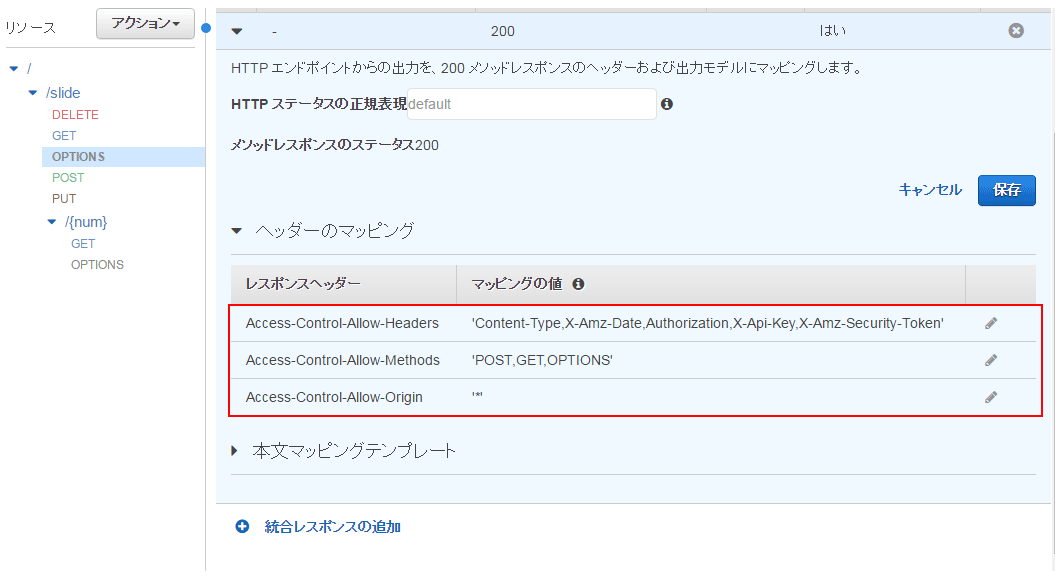 リソース
アクション
/
/slide
DELETE
GET
OPTIONS
POST
PUT
/{num}
GET
OPTIONS
- 200 はい
HTTP エンドポイントからの出力を、200 メソッドレスポンスのヘッダーおよび出力モデルにマッピングします。
HTTP ステータスの正規表現 default
メソッドレスポンスのステータス200
キャンセル 保存
ヘッダーのマッピング
レスポンスヘッダー マッピングの値
Access-Control-Allow-Headers 'Content-Type,X-Amz-Date,Authorization,X-Api-Key,X-Amz-Security-Token'
Access-Control-Allow-Methods 'POST,GET,OPTIONS'
Access-Control-Allow-Origin '*'
本文マッピングテンプレート
統合レスポンスの追加